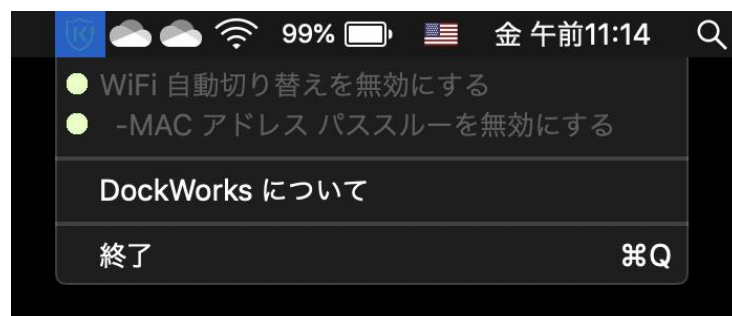 99% 金 午前11:14
WiFi 自動切り替えを無効にする
-MAC アドレス パススルーを無効にする
DockWorks について
終了 ⌘Q